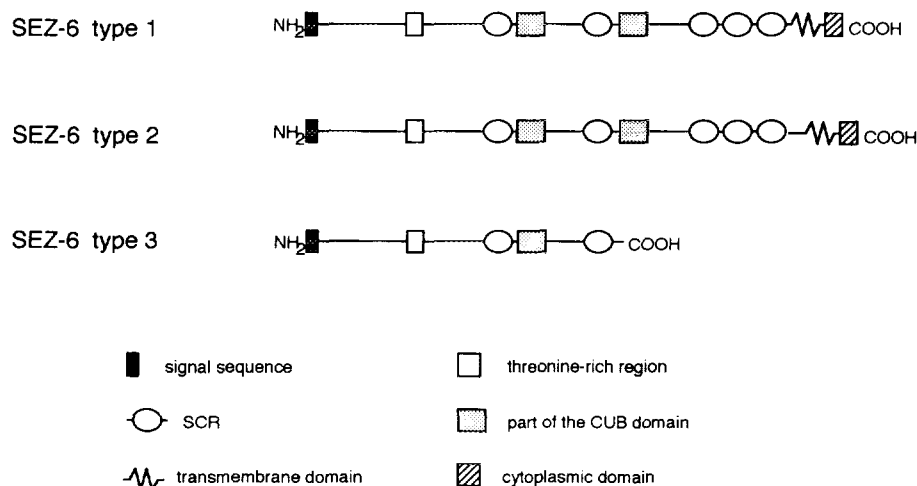 SEZ-6 type 1 NH2 COOH
SEZ-6 type 2 NH2 COOH
SEZ-6 type 3 NH2 COOH
signal sequence threonine-rich region
SCR part of the CUB domain
transmembrane domain cytoplasmic domain